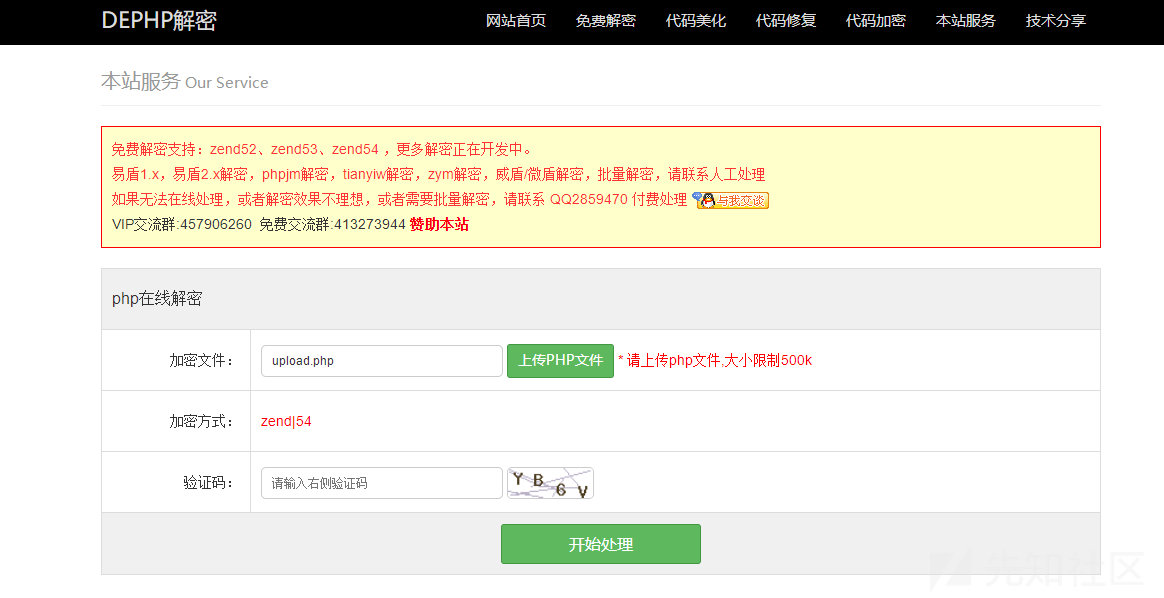 DEPHP解密 网站首页 免费解密 代码美化 代码修复 代码加密 本站服务 技术分享
本站服务 Our Service
免费解密支持：zend52、zend53、zend54 ，更多解密正在开发中。
易盾1.x，易盾2.x解密，phpjm解密，tianyiw解密，zym解密，威盾/微盾解密，批量解密，请联系人工处理
如果无法在线处理，或者解密效果不理想，或者需要批量解密，请联系 QQ2859470 付费处理 与我交谈
VIP交流群:457906260 免费交流群:413273944 赞助本站
php在线解密
加密文件： upload.php 上传PHP文件 * 请上传php文件,大小限制500k
加密方式： zend|54
验证码： 请输入右侧验证码 YB6V
开始处理
先知社区